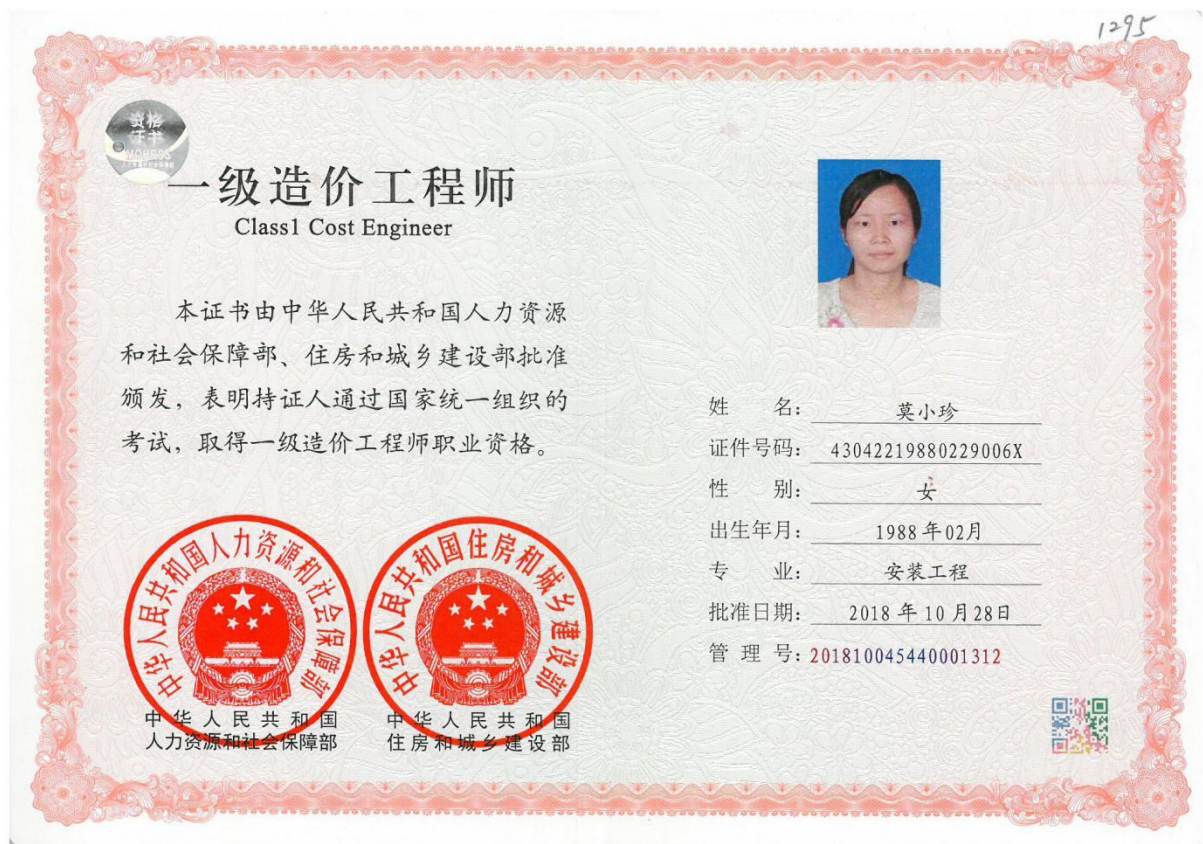 1295
资格
证书
MOHRSS
一级造价工程师
Class1 Cost Engineer
本证书由中华人民共和国人力资源
和社会保障部、住房和城乡建设部批准
颁发，表明持证人通过国家统一组织的
考试，取得一级造价工程师职业资格。
姓 名：莫小珍
证件号码：43042219880229006X
性 别：女
出生年月：1988年02月
专 业：安装工程
批准日期：2018年10月28日
管 理 号：201810045440001312
中华人民共和国人力资源和社会保障部
中华人民共和国住房和城乡建设部
中华人民共和国
人力资源和社会保障部
中华人民共和国
住房和城乡建设部